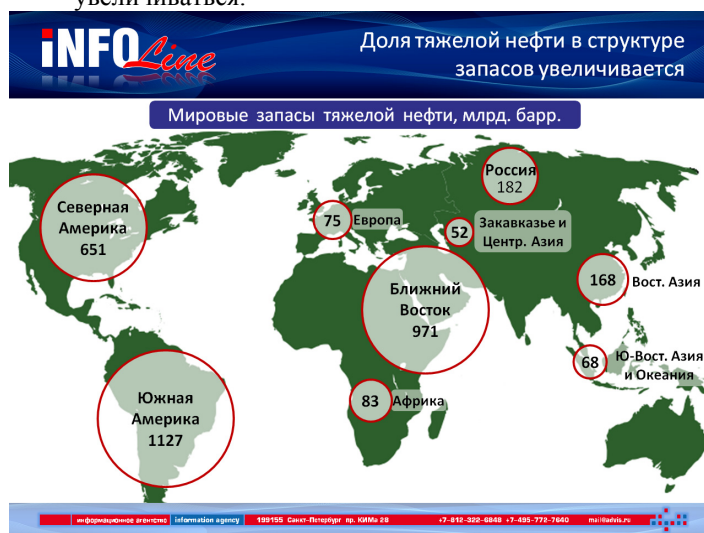 увеличиваться.
iNFOLine
Доля тяжелой нефти в структуре
запасов увеличивается
Мировые запасы тяжелой нефти, млрд. барр.
Россия
182
Северная
Америка
651
75 Европа
52 Закавказье и
Центр. Азия
Ближний
Восток
971
168 Вост. Азия
68 Ю-Вост. Азия
и Океания
83 Африка
Южная
Америка
1127
информационное агентство information agency 199155 Санкт-Петербург пр. КИМа 28 +7-812-322-6848 +7-495-772-7640 mail@advis.ru